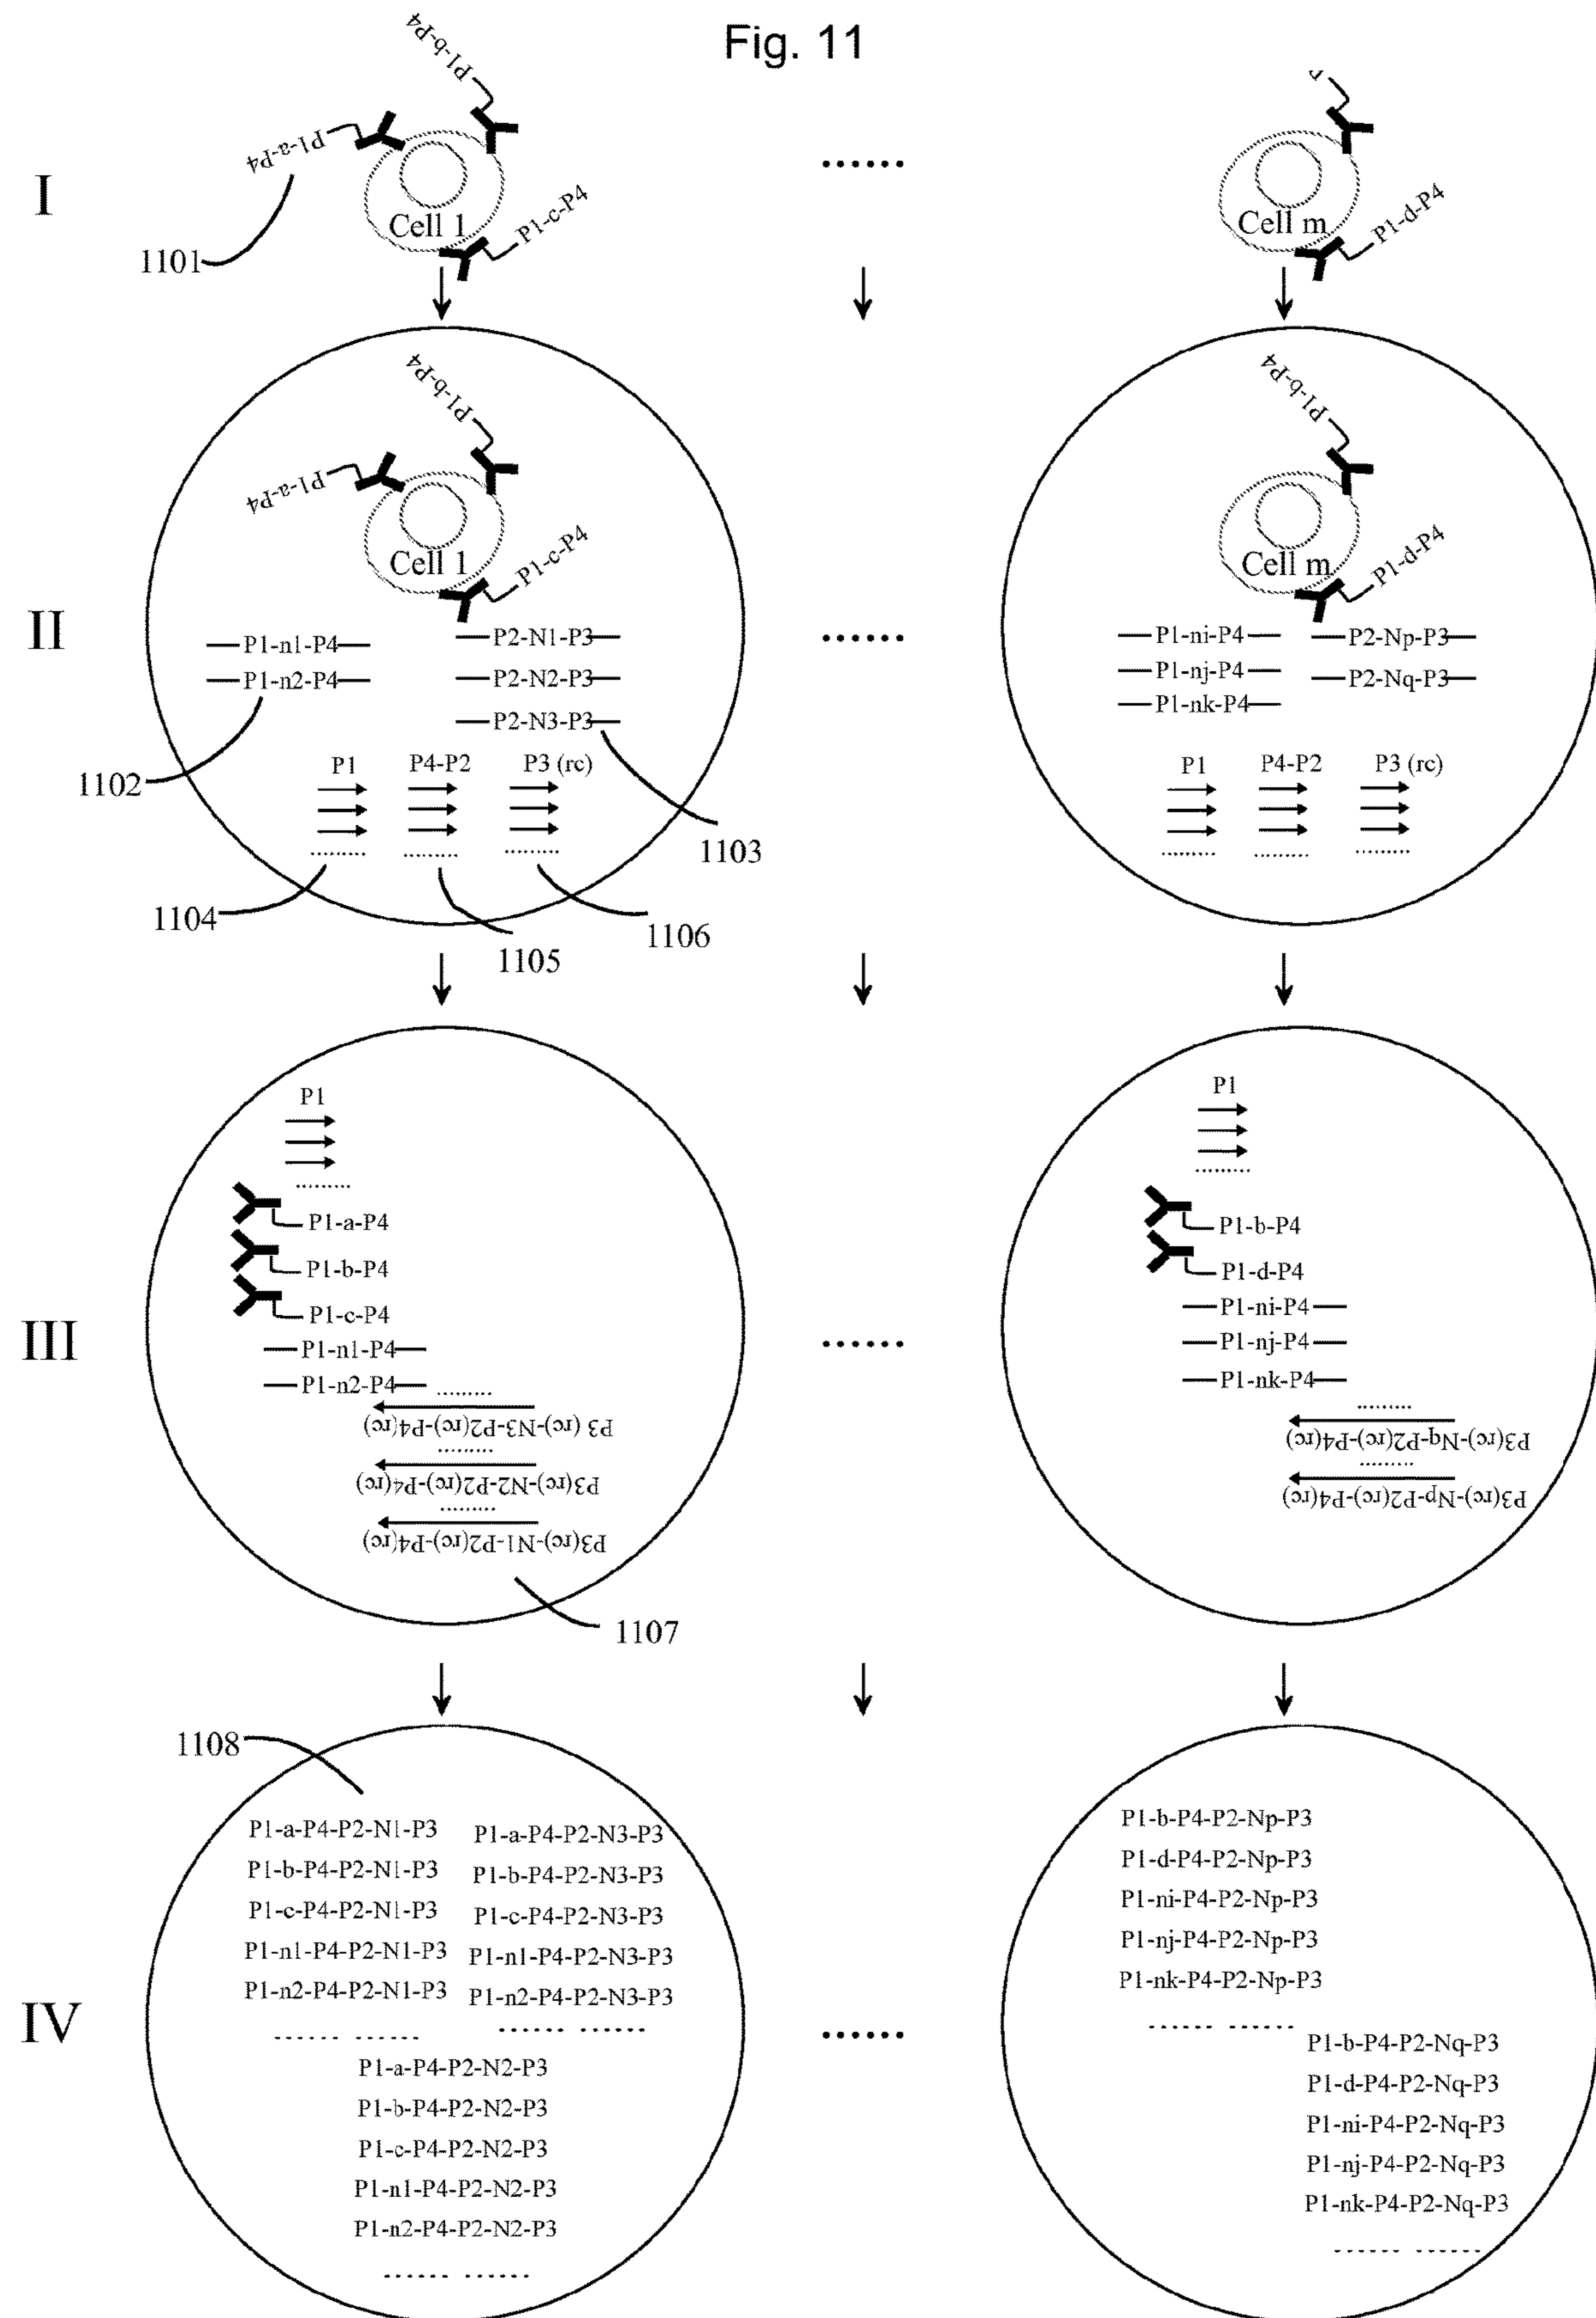 Fig. 11
P1-b-P4
P1-a-P4
I
Cell 1
P1-c-P4
1101
......
Cell m
P1-d-P4
II
P1-b-P4
P1-a-P4
Cell 1
P1-c-P4
P1-n1-P4
P1-n2-P4
P2-N1-P3
P2-N2-P3
P2-N3-P3
1102
P1
P4-P2
P3 (rc)
1103
1104
1105
1106
......
P1-b-P4
Cell m
P1-d-P4
P1-ni-P4
P1-nj-P4
P1-nk-P4
P2-Np-P3
P2-Nq-P3
P1
P4-P2
P3 (rc)
III
P1
P1-a-P4
P1-b-P4
P1-c-P4
P1-n1-P4
P1-n2-P4
P3 (rc)-N3-P2(rc)-P4(rc)
P3(rc)-N2-P2(rc)-P4(rc)
P3(rc)-N1-P2(rc)-P4(rc)
1107
......
P1
P1-b-P4
P1-d-P4
P1-ni-P4
P1-nj-P4
P1-nk-P4
P3(rc)-Nq-P2(rc)-P4(rc)
P3(rc)-Np-P2(rc)-P4(rc)
IV
1108
P1-a-P4-P2-N1-P3
P1-b-P4-P2-N1-P3
P1-c-P4-P2-N1-P3
P1-n1-P4-P2-N1-P3
P1-n2-P4-P2-N1-P3
P1-a-P4-P2-N3-P3
P1-b-P4-P2-N3-P3
P1-c-P4-P2-N3-P3
P1-n1-P4-P2-N3-P3
P1-n2-P4-P2-N3-P3
P1-a-P4-P2-N2-P3
P1-b-P4-P2-N2-P3
P1-c-P4-P2-N2-P3
P1-n1-P4-P2-N2-P3
P1-n2-P4-P2-N2-P3
......
P1-b-P4-P2-Np-P3
P1-d-P4-P2-Np-P3
P1-ni-P4-P2-Np-P3
P1-nj-P4-P2-Np-P3
P1-nk-P4-P2-Np-P3
P1-b-P4-P2-Nq-P3
P1-d-P4-P2-Nq-P3
P1-ni-P4-P2-Nq-P3
P1-nj-P4-P2-Nq-P3
P1-nk-P4-P2-Nq-P3